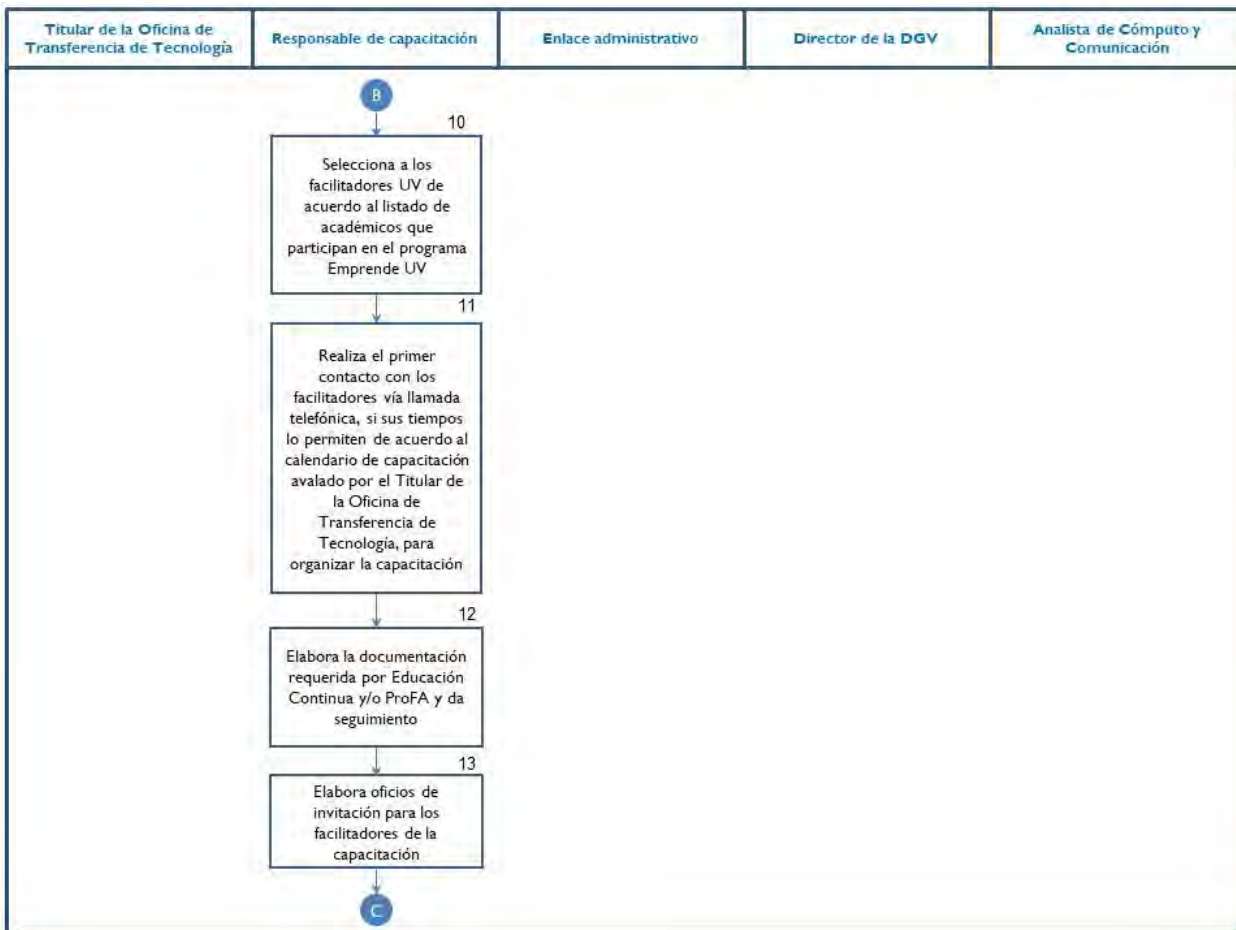 Titular de la Oficina de
Transferencia de Tecnología
Responsable de capacitación
Enlace administrativo
Director de la DGV
Analista de Cómputo y
Comunicación
B
10
Selecciona a los
facilitadores UV de
acuerdo al listado de
académicos que
participan en el programa
Emprende UV
11
Realiza el primer
contacto con los
facilitadores vía llamada
telefónica, si sus tiempos
lo permiten de acuerdo al
calendario de capacitación
avalado por el Titular de
la Oficina de
Transferencia de
Tecnología, para
organizar la capacitación
12
Elabora la documentación
requerida por Educación
Continua y/o ProFA y da
seguimiento
13
Elabora oficios de
invitación para los
facilitadores de la
capacitación
C